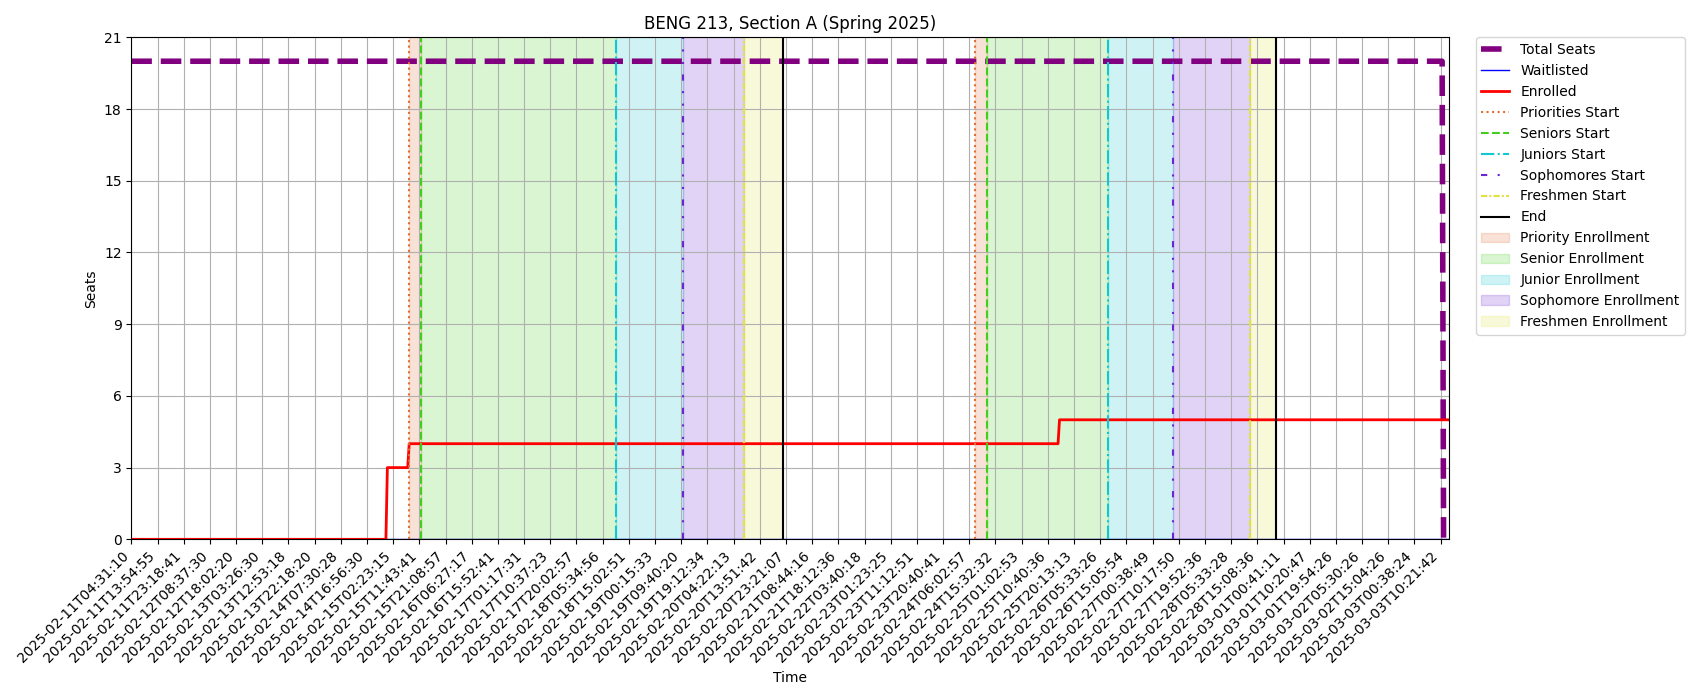 BENG 213, Section A (Spring 2025)
21
18
15
12
9
6
3
0
Seats
2025-02-11T04:31:10
2025-02-11T13:54:55
2025-02-11T23:18:41
2025-02-12T08:37:30
2025-02-12T18:02:26
2025-02-13T03:26:30
2025-02-13T12:53:18
2025-02-13T22:18:20
2025-02-14T07:30:28
2025-02-14T16:56:30
2025-02-15T02:23:15
2025-02-15T11:43:41
2025-02-15T21:08:57
2025-02-16T06:27:17
2025-02-16T15:52:41
2025-02-17T01:17:31
2025-02-17T10:37:23
2025-02-17T20:02:57
2025-02-18T05:34:56
2025-02-18T15:02:51
2025-02-19T00:15:33
2025-02-19T09:40:20
2025-02-19T19:12:34
2025-02-20T04:22:13
2025-02-20T13:51:42
2025-02-20T23:21:07
2025-02-21T08:44:16
2025-02-21T18:12:36
2025-02-22T03:40:18
2025-02-23T01:23:25
2025-02-23T11:12:51
2025-02-23T20:40:41
2025-02-24T06:02:57
2025-02-24T15:32:32
2025-02-25T01:02:53
2025-02-25T10:40:36
2025-02-25T20:13:13
2025-02-26T05:33:26
2025-02-26T15:05:54
2025-02-27T00:38:49
2025-02-27T10:17:50
2025-02-27T19:52:36
2025-02-28T05:33:28
2025-02-28T15:08:36
2025-03-01T00:41:11
2025-03-01T10:20:47
2025-03-01T19:54:26
2025-03-02T05:30:26
2025-03-02T15:04:26
2025-03-03T00:38:24
2025-03-03T10:21:42
Time
Total Seats
Waitlisted
Enrolled
Priorities Start
Seniors Start
Juniors Start
Sophomores Start
Freshmen Start
End
Priority Enrollment
Senior Enrollment
Junior Enrollment
Sophomore Enrollment
Freshmen Enrollment